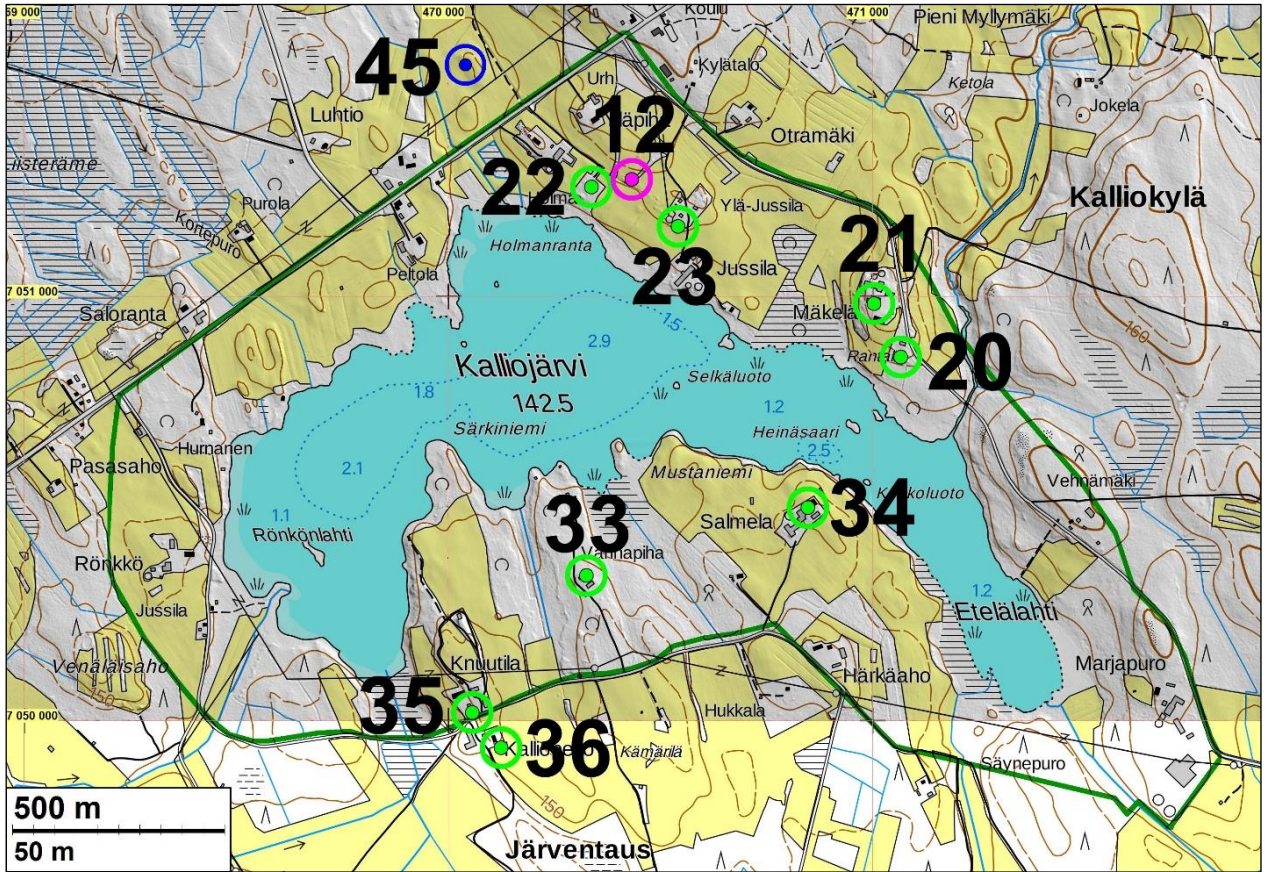 69 000
470 000
471 000
Koulu
Pieni Myllymäki
45
Kylätalo
Ketola
Urh.
Jokela
Luhtio
12
Otramäki
Iisteräme
22
Kalliokylä
Purola
Ylä-Jussila
Kortepuro
Holmanranta
21
23
Jussila
Peltola
7 051 000
Saloranta
Mäkelä
160
1.5
2.9
20
Kalliojärvi
Selkäluoto
1.8
142.5
1.2
Särkiniemi
Heinäsaari
Hurnanen
2.5
Pasasaho
2.1
Mustaniemi
Vehnämäki
34
33
Salmela
1.1
Rönkönlahti
Rönkkö
1.2
Jussila
Etelälahti
Knuutila
Marjapuro
Venäläisaho
Härkäaho
150
35
Hukkala
7 050 000
36
Kämärilä
Säynepuro
500 m
150
50 m
Järventaus